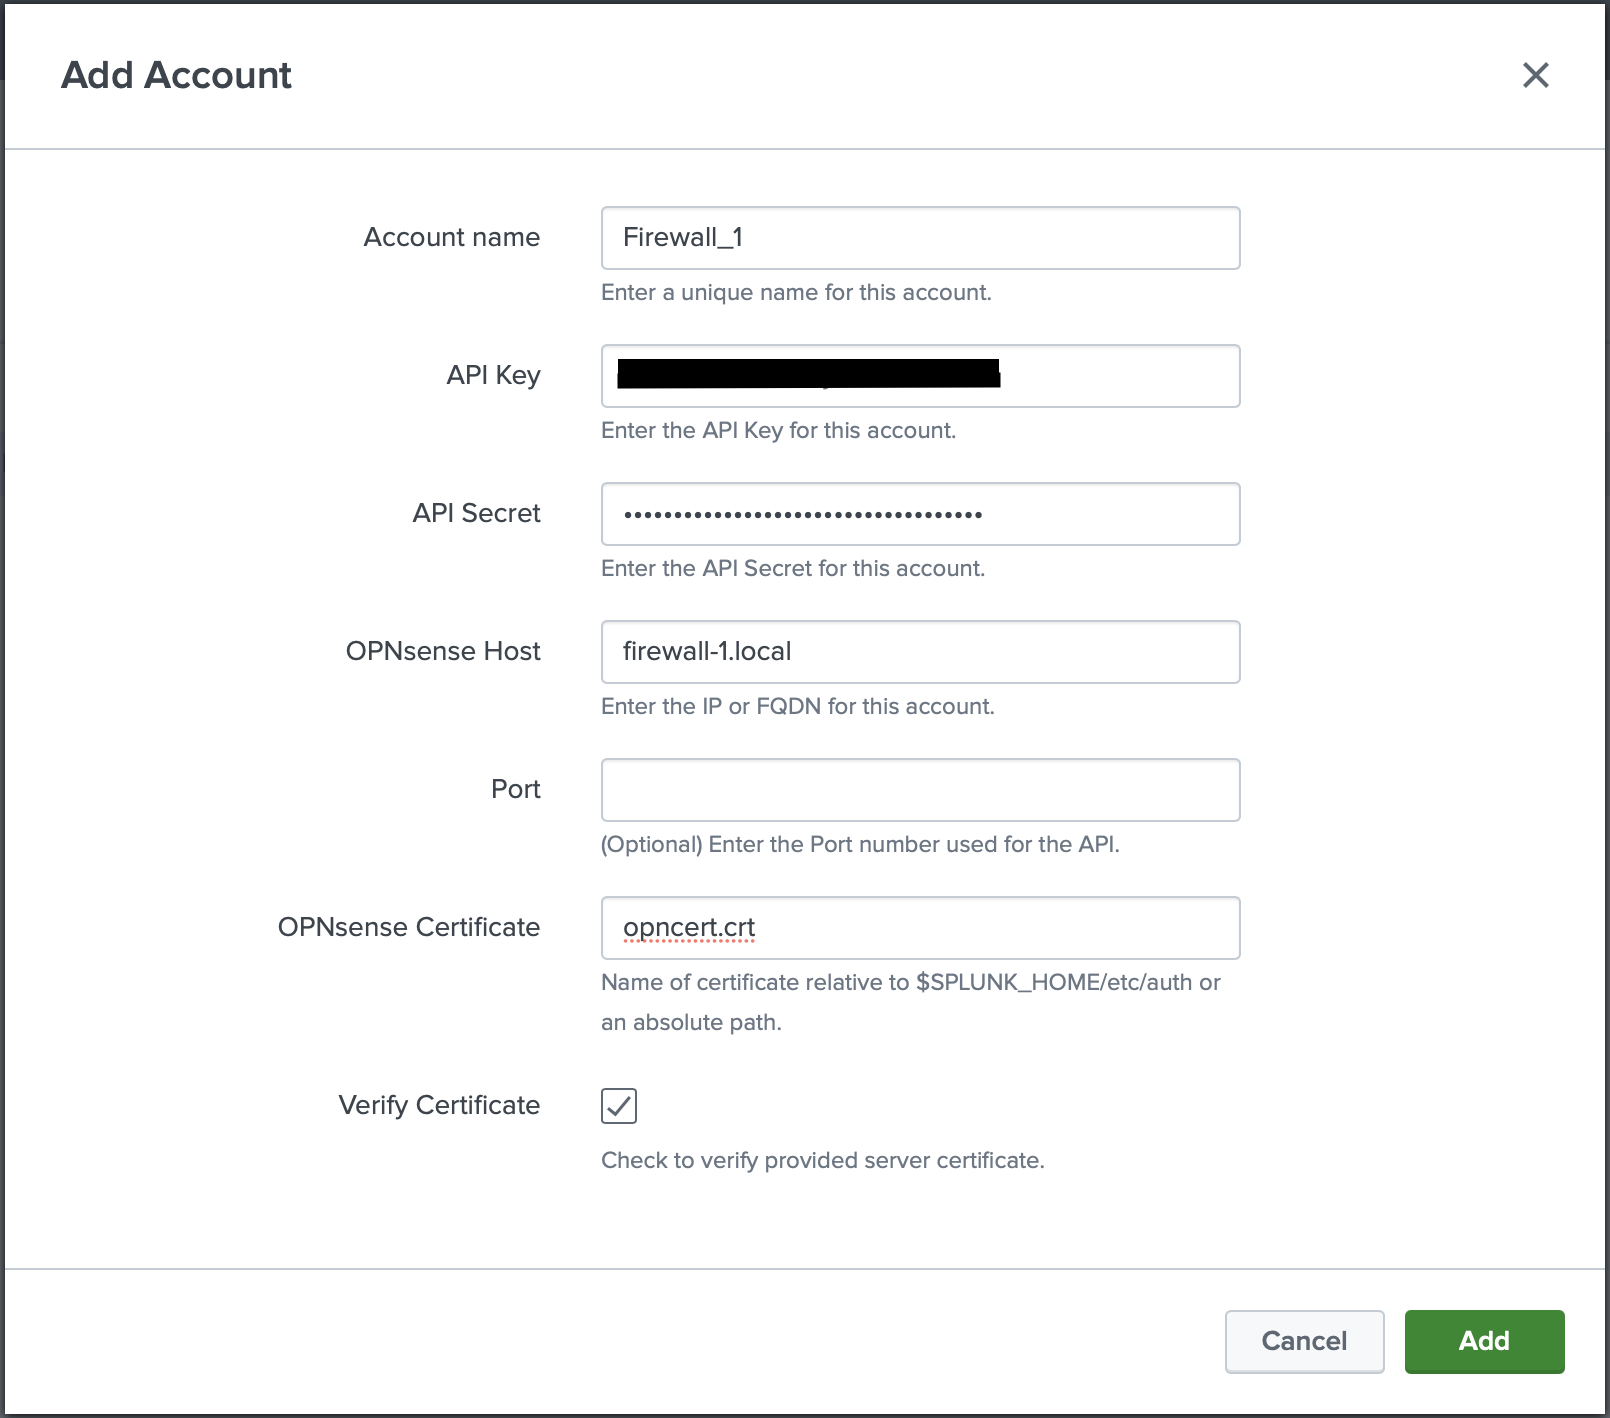 Add Account
Account name
Firewall_1
Enter a unique name for this account.
API Key
Enter the API Key for this account.
API Secret
••••••••••••••••••••••••••••••••••••
Enter the API Secret for this account.
OPNsense Host
firewall-1.local
Enter the IP or FQDN for this account.
Port
(Optional) Enter the Port number used for the API.
OPNsense Certificate
opncert.crt
Name of certificate relative to $SPLUNK_HOME/etc/auth or
an absolute path.
Verify Certificate
Check to verify provided server certificate.
Cancel
Add